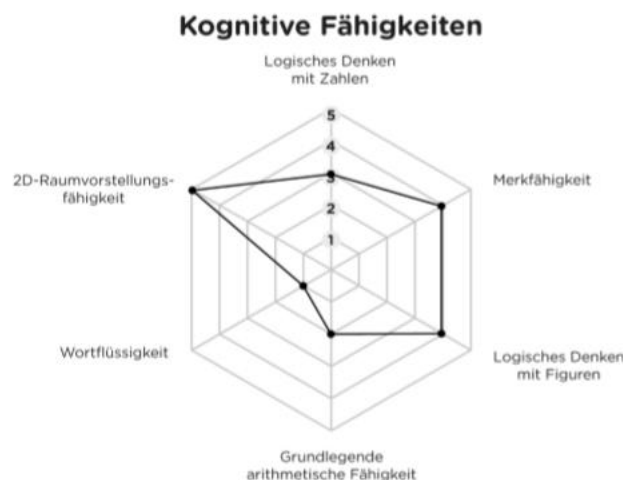 Kognitive Fähigkeiten
Logisches Denken
mit Zahlen
5
4
3
2
1
2D-Raumvorstellungs-
fähigkeit
Merkfähigkeit
Wortflüssigkeit
Logisches Denken
mit Figuren
Grundlegende
arithmetische Fähigkeit